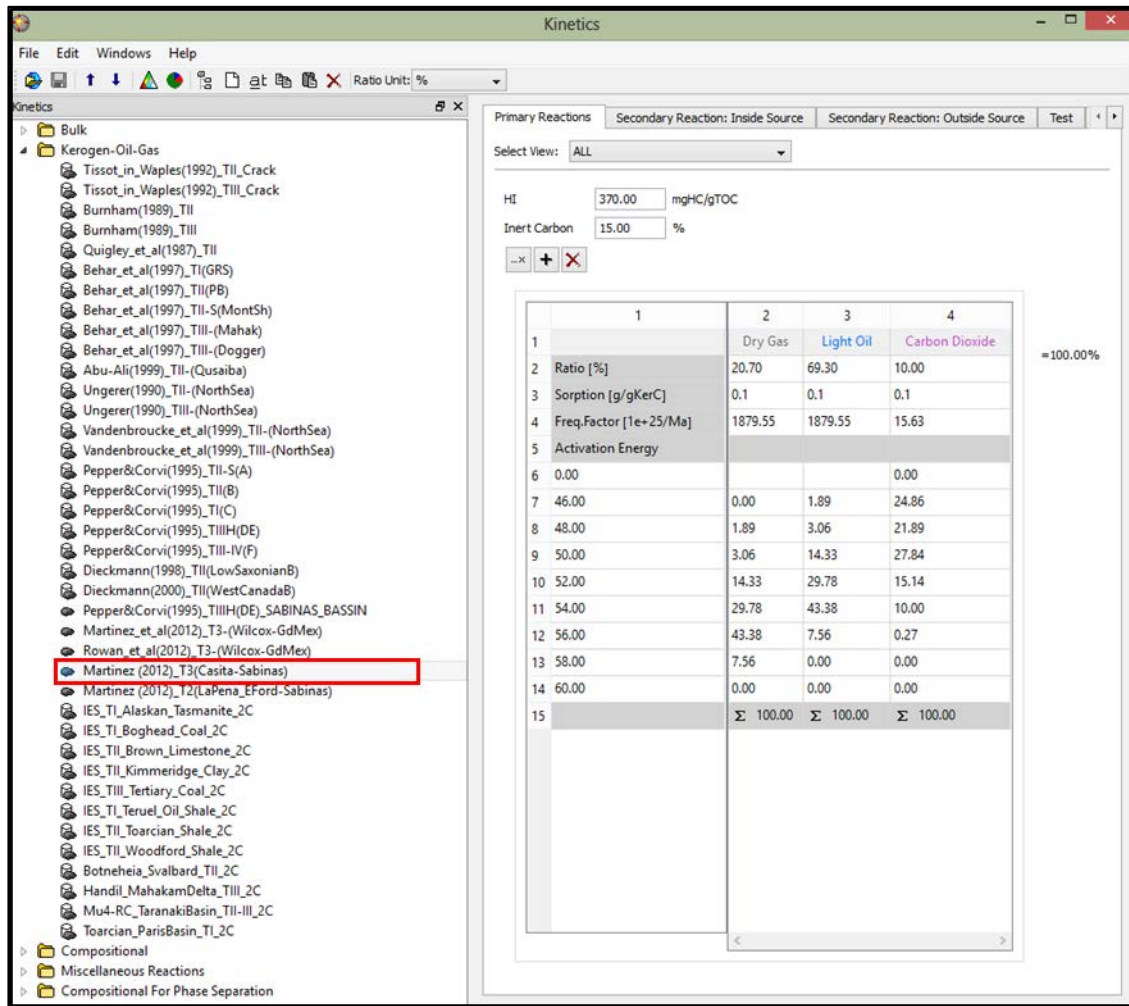 Kinetics
File Edit Windows Help
at Ratio Unit: %
Kinetics
Bulk
Kerogen-Oil-Gas
Tissot_in_Waples(1992)_TII_Crack
Tissot_in_Waples(1992)_TIII_Crack
Burnham(1989)_TII
Burnham(1989)_TIII
Quigley_et_al(1987)_TII
Behar_et_al(1997)_TI(GRS)
Behar_et_al(1997)_TII(PB)
Behar_et_al(1997)_TII-S(MontSh)
Behar_et_al(1997)_TIII-(Mahak)
Behar_et_al(1997)_TIII-(Dogger)
Abu-Ali(1999)_TII-(Qusaiba)
Ungerer(1990)_TII-(NorthSea)
Ungerer(1990)_TIII-(NorthSea)
Vandenbroucke_et_al(1999)_TII-(NorthSea)
Vandenbroucke_et_al(1999)_TIII-(NorthSea)
Pepper&Corvi(1995)_TII-S(A)
Pepper&Corvi(1995)_TII(B)
Pepper&Corvi(1995)_TI(C)
Pepper&Corvi(1995)_TIIIH(DE)
Pepper&Corvi(1995)_TIII-IV(F)
Dieckmann(1998)_TII(LowSaxonianB)
Dieckmann(2000)_TII(WestCanadaB)
Pepper&Corvi(1995)_TIIIH(DE)_SABINAS_BASSIN
Martinez_et_al(2012)_T3-(Wilcox-GdMex)
Rowan_et_al(2012)_T3-(Wilcox-GdMex)
Martinez (2012)_T3(Casita-Sabinas)
Martinez (2012)_T2(LaPena_EFord-Sabinas)
IES_TI_Alaskan_Tasmanite_2C
IES_TI_Boghead_Coal_2C
IES_TII_Brown_Limestone_2C
IES_TII_Kimmeridge_Clay_2C
IES_TIII_Tertiary_Coal_2C
IES_TI_Teruel_Oil_Shale_2C
IES_TII_Toarcian_Shale_2C
IES_TII_Woodford_Shale_2C
Botneheia_Svalbard_TII_2C
Handil_MahakamDelta_TIII_2C
Mu4-RC_TaranakiBasin_TII-III_2C
Toarcian_ParisBasin_TI_2C
Compositional
Miscellaneous Reactions
Compositional For Phase Separation
Primary Reactions Secondary Reaction: Inside Source Secondary Reaction: Outside Source Test
Select View: ALL
HI 370.00 mgHC/gTOC
Inert Carbon 15.00 %
1 2 3 4
1 Dry Gas Light Oil Carbon Dioxide
=100.00%
2 Ratio [%] 20.70 69.30 10.00
3 Sorption [g/gKerC] 0.1 0.1 0.1
4 Freq.Factor [1e+25/Ma] 1879.55 1879.55 15.63
5 Activation Energy
6 0.00 0.00
7 46.00 0.00 1.89 24.86
8 48.00 1.89 3.06 21.89
9 50.00 3.06 14.33 27.84
10 52.00 14.33 29.78 15.14
11 54.00 29.78 43.38 10.00
12 56.00 43.38 7.56 0.27
13 58.00 7.56 0.00 0.00
14 60.00 0.00 0.00 0.00
15 Σ 100.00 Σ 100.00 Σ 100.00